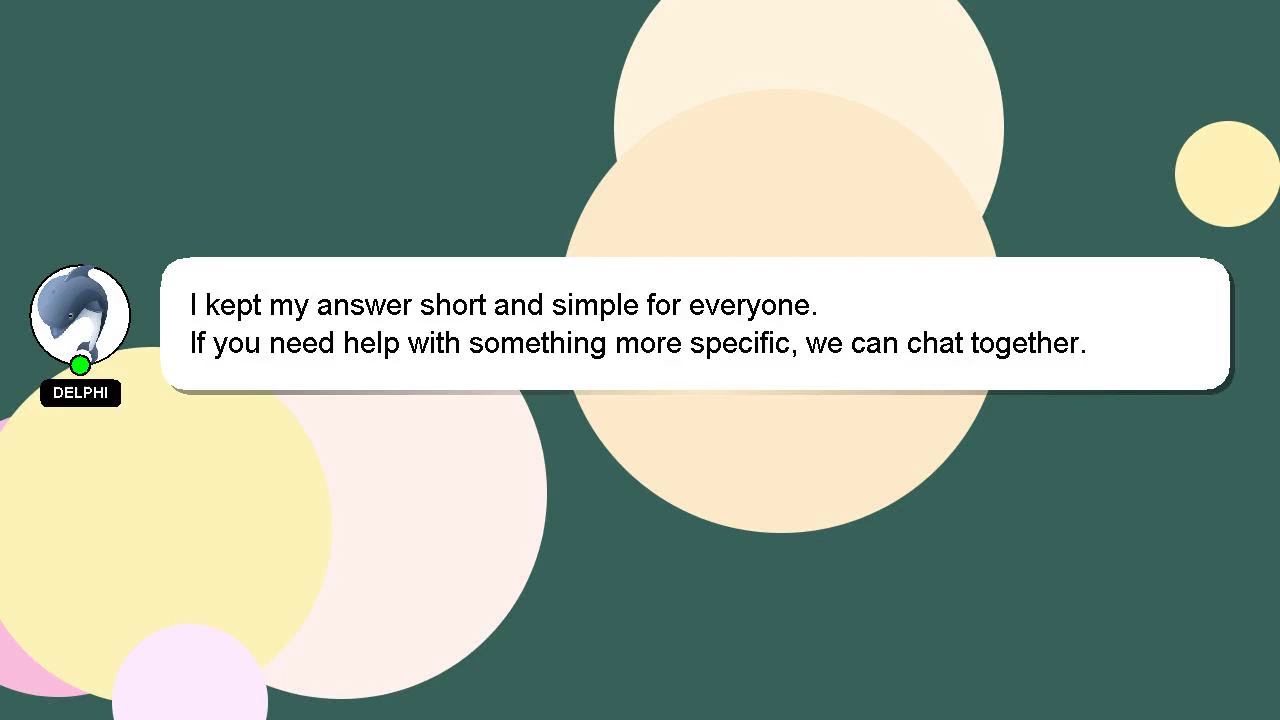 I kept my answer short and simple for everyone.
If you need help with something more specific, we can chat together.
DELPHI